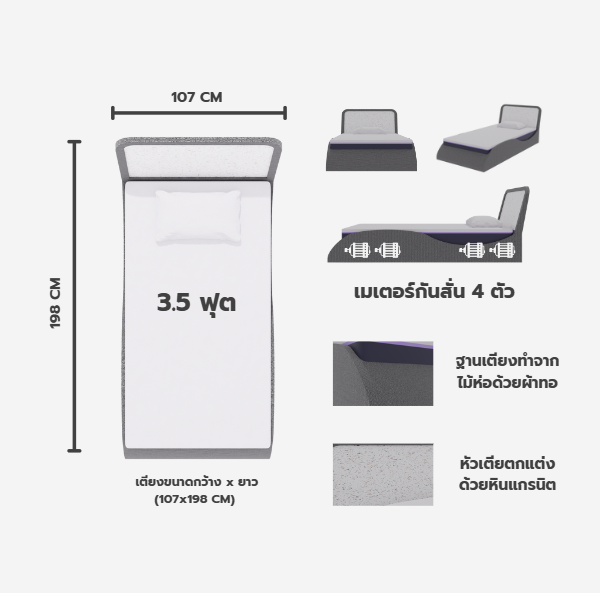 107 CM
198 CM
3.5 ฟุต
เตียงขนาดกว้าง x ยาว
(107x198 CM)
เมเตอร์กันสั่น 4 ตัว
ฐานเตียงทำจาก
ไม้ห่อด้วยผ้าทอ
หัวเตียตกแต่ง
ด้วยหินแกรนิต